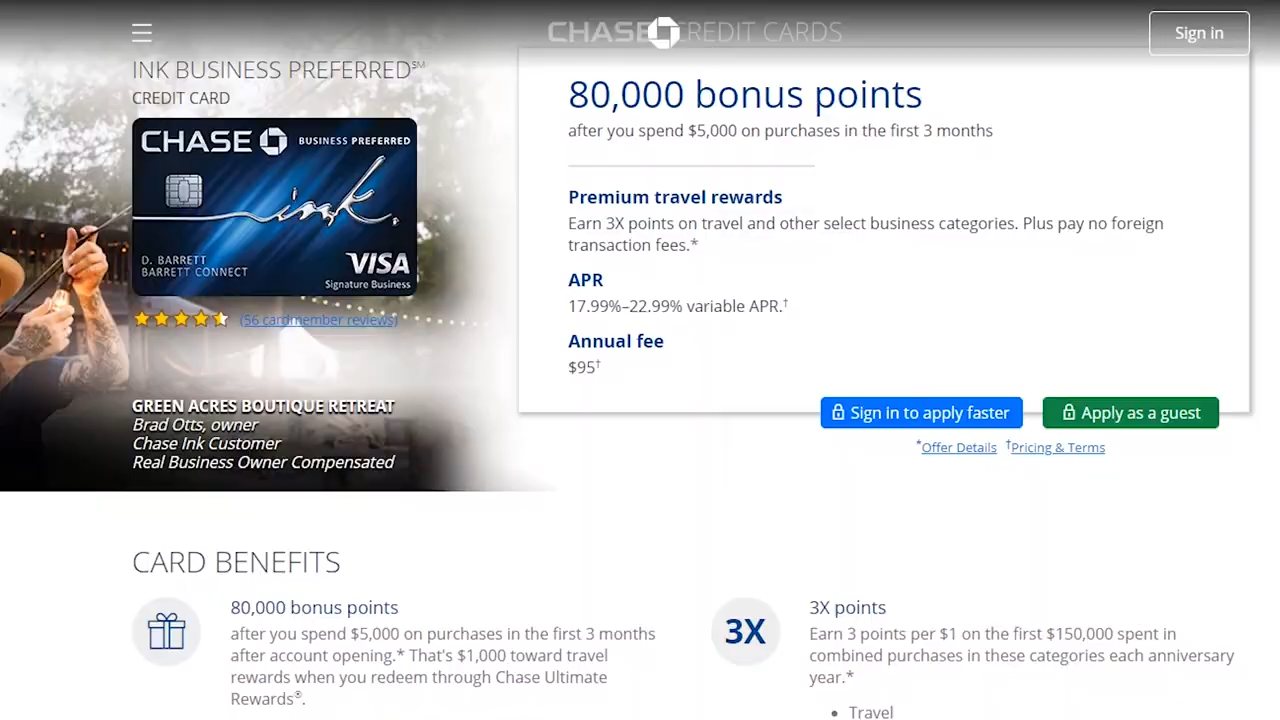 CHASE CREDIT CARDS
Sign in
INK BUSINESS PREFERRED℠
CREDIT CARD
CHASE BUSINESS PREFERRED
ink.
D. BARRETT
BARRETT CONNECT
VISA
Signature Business
(56 cardmember reviews)
GREEN ACRES BOUTIQUE RETREAT
Brad Otts, owner
Chase Ink Customer
Real Business Owner Compensated
80,000 bonus points
after you spend $5,000 on purchases in the first 3 months
Premium travel rewards
Earn 3X points on travel and other select business categories. Plus pay no foreign
transaction fees.*
APR
17.99%–22.99% variable APR.†
Annual fee
$95†
Sign in to apply faster
Apply as a guest
*Offer Details †Pricing & Terms
CARD BENEFITS
80,000 bonus points
after you spend $5,000 on purchases in the first 3 months
after account opening.* That's $1,000 toward travel
rewards when you redeem through Chase Ultimate
Rewards®.
3X
3X points
Earn 3 points per $1 on the first $150,000 spent in
combined purchases in these categories each anniversary
year.*
• Travel